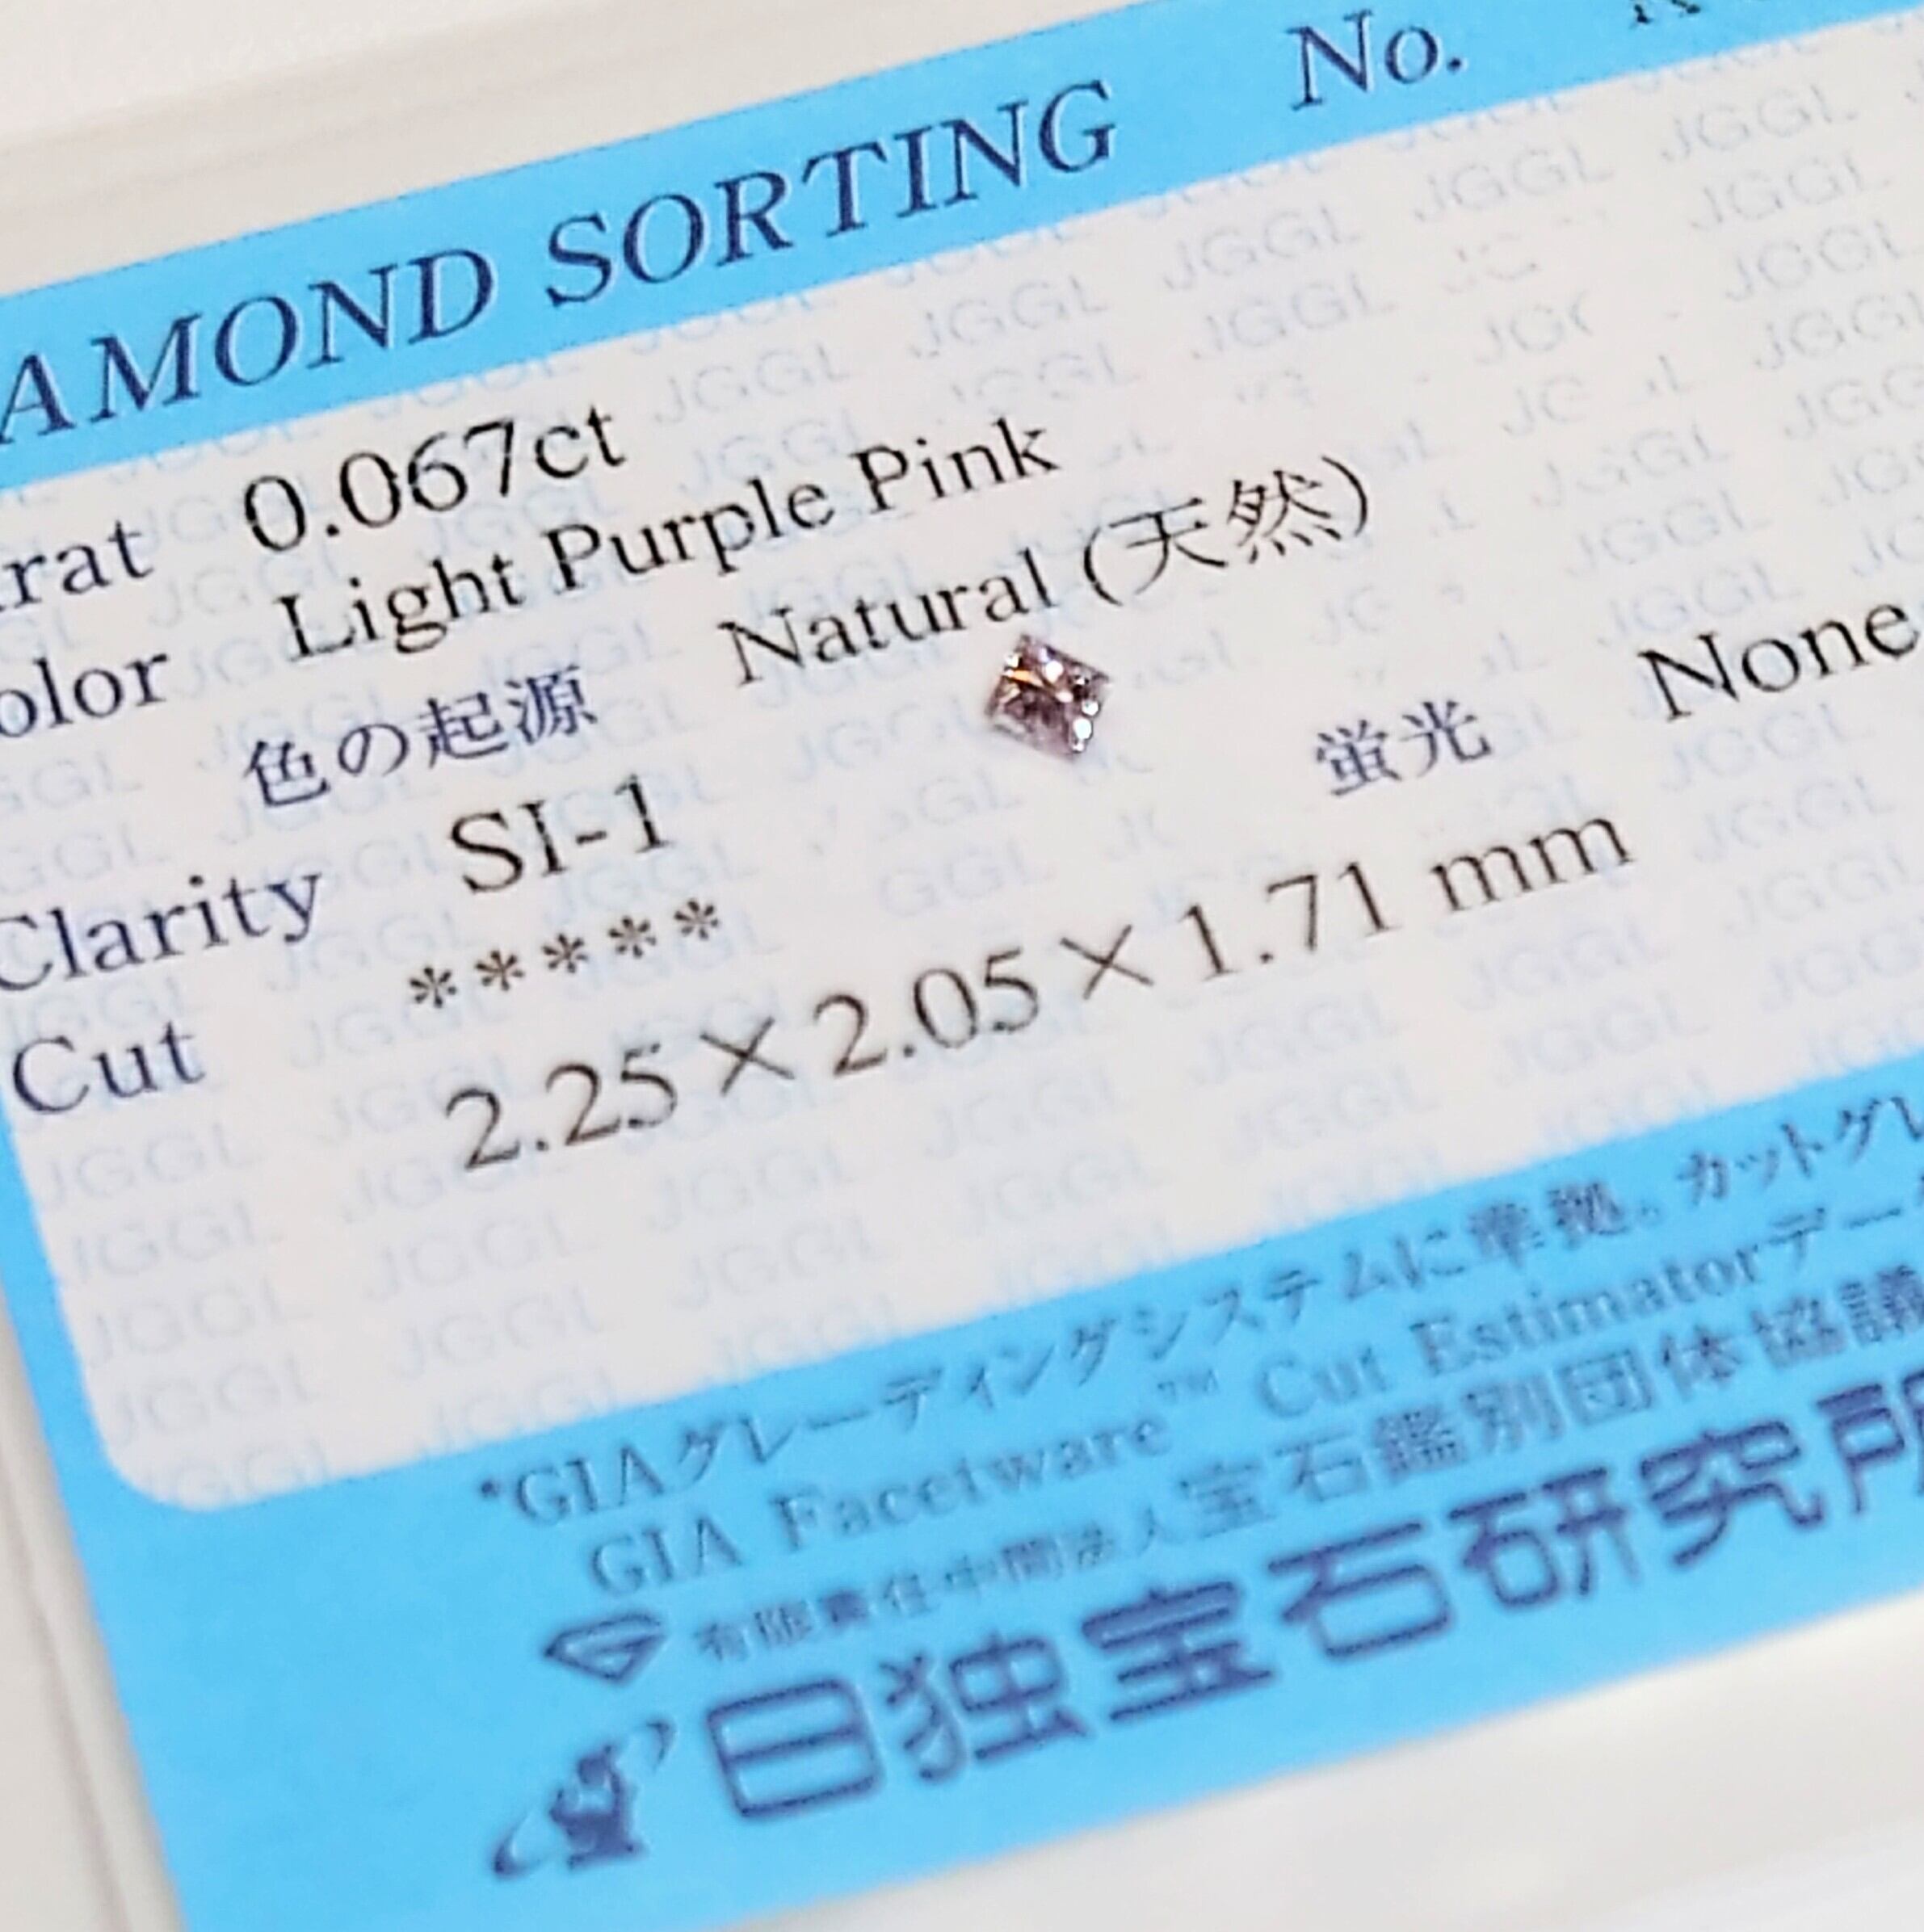 AMOND SORTING No.
rat 0.067ct
olor Light Purple Pink
色の起源 Natural (天然)
Clarity SI-1 蛍光 None
Cut *****
2.25×2.05×1.71 mm
*GIAグレーディングシステムに準拠。カットグレ
GIA Facetware™ Cut Estimatorデー
有限責任中間法人宝石鑑別団体協議
日独宝石研究所
JGGL